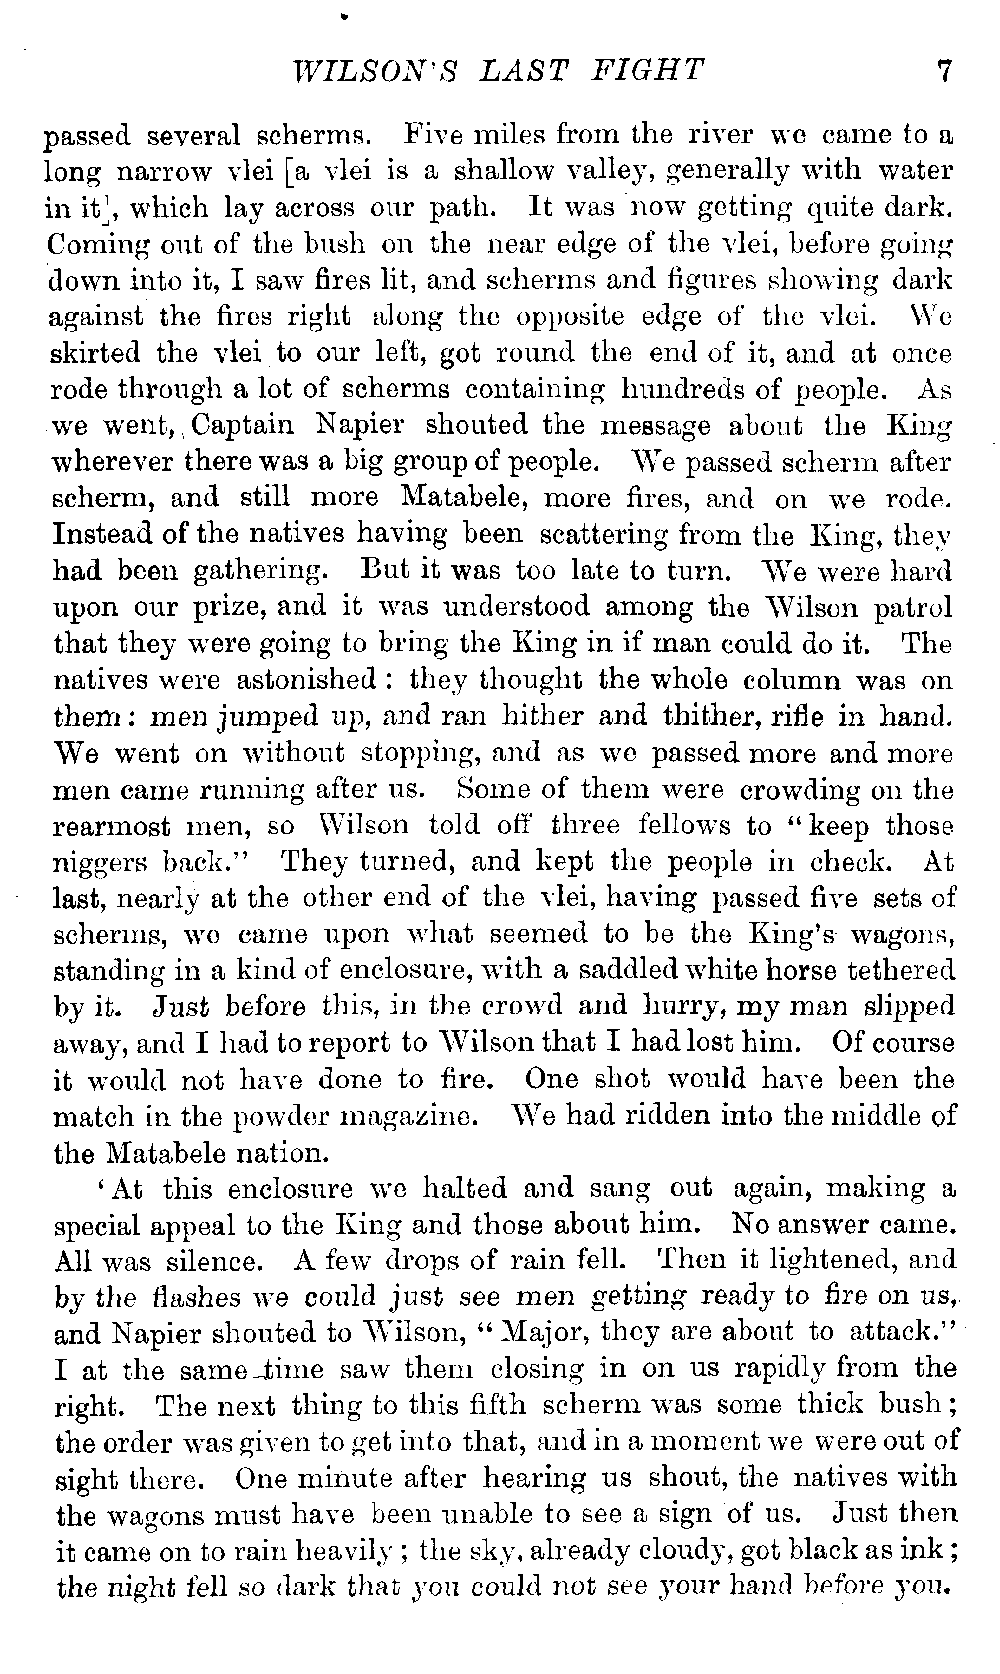 WILSON'S LAST FIGHT 7
passed several scherms. Five miles from the river we came to a
long narrow vlei [a vlei is a shallow valley, generally with water
in it], which lay across our path. It was now getting quite dark.
Coming out of the bush on the near edge of the vlei, before going
down into it, I saw fires lit, and scherms and figures showing dark
against the fires right along the opposite edge of the vlei. We
skirted the vlei to our left, got round the end of it, and at once
rode through a lot of scherms containing hundreds of people. As
we went, Captain Napier shouted the message about the King
wherever there was a big group of people. We passed scherm after
scherm, and still more Matabele, more fires, and on we rode.
Instead of the natives having been scattering from the King, they
had been gathering. But it was too late to turn. We were hard
upon our prize, and it was understood among the Wilson patrol
that they were going to bring the King in if man could do it. The
natives were astonished : they thought the whole column was on
them : men jumped up, and ran hither and thither, rifle in hand.
We went on without stopping, and as we passed more and more
men came running after us. Some of them were crowding on the
rearmost men, so Wilson told off three fellows to “keep those
niggers back.” They turned, and kept the people in check. At
last, nearly at the other end of the vlei, having passed five sets of
scherms, we came upon what seemed to be the King's wagons,
standing in a kind of enclosure, with a saddled white horse tethered
by it. Just before this, in the crowd and hurry, my man slipped
away, and I had to report to Wilson that I had lost him. Of course
it would not have done to fire. One shot would have been the
match in the powder magazine. We had ridden into the middle of
the Matabele nation.
‘At this enclosure we halted and sang out again, making a
special appeal to the King and those about him. No answer came.
All was silence. A few drops of rain fell. Then it lightened, and
by the flashes we could just see men getting ready to fire on us,
and Napier shouted to Wilson, “Major, they are about to attack.”
I at the same time saw them closing in on us rapidly from the
right. The next thing to this fifth scherm was some thick bush ;
the order was given to get into that, and in a moment we were out of
sight there. One minute after hearing us shout, the natives with
the wagons must have been unable to see a sign of us. Just then
it came on to rain heavily ; the sky, already cloudy, got black as ink ;
the night fell so dark that you could not see your hand before you.